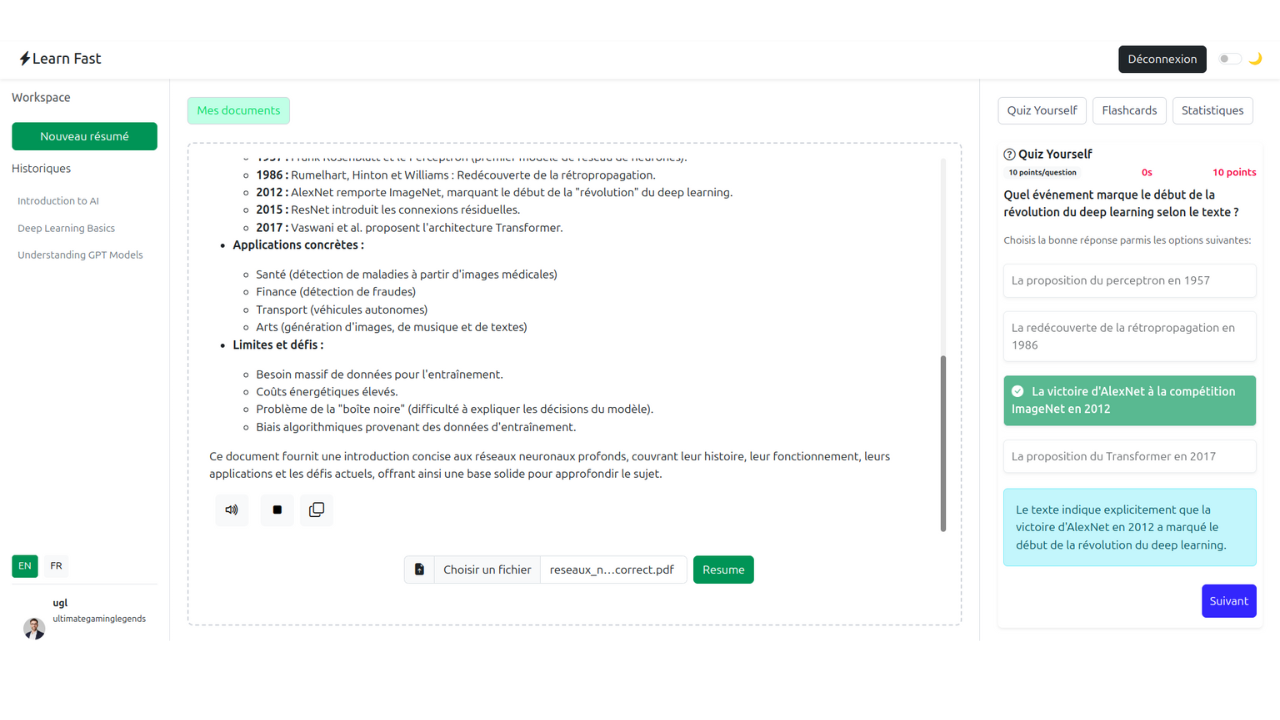 Learn Fast
Déconnexion
Workspace
Nouveau résumé
Historiques
Introduction to AI
Deep Learning Basics
Understanding GPT Models
EN FR
ugl
ultimategaminglegends
Mes documents
1957 : Frank Rosenblatt et le Perceptron (premier modèle de réseau de neurones).
1986 : Rumelhart, Hinton et Williams : Redécouverte de la rétropropagation.
2012 : AlexNet remporte ImageNet, marquant le début de la "révolution" du deep learning.
2015 : ResNet introduit les connexions résiduelles.
2017 : Vaswani et al. proposent l'architecture Transformer.
Applications concrètes :
Santé (détection de maladies à partir d'images médicales)
Finance (détection de fraudes)
Transport (véhicules autonomes)
Arts (génération d'images, de musique et de textes)
Limites et défis :
Besoin massif de données pour l'entraînement.
Coûts énergétiques élevés.
Problème de la "boîte noire" (difficulté à expliquer les décisions du modèle).
Biais algorithmiques provenant des données d'entraînement.
Ce document fournit une introduction concise aux réseaux neuronaux profonds, couvrant leur histoire, leur fonctionnement, leurs
applications et les défis actuels, offrant ainsi une base solide pour approfondir le sujet.
Choisir un fichier reseaux_n...correct.pdf Resume
Quiz Yourself Flashcards Statistiques
Quiz Yourself
10 points/question 0s 10 points
Quel événement marque le début de la
révolution du deep learning selon le texte ?
Choisis la bonne réponse parmis les options suivantes:
La proposition du perceptron en 1957
La redécouverte de la rétropropagation en
1986
La victoire d'AlexNet à la compétition
ImageNet en 2012
La proposition du Transformer en 2017
Le texte indique explicitement que la
victoire d'AlexNet en 2012 a marqué le
début de la révolution du deep learning.
Suivant